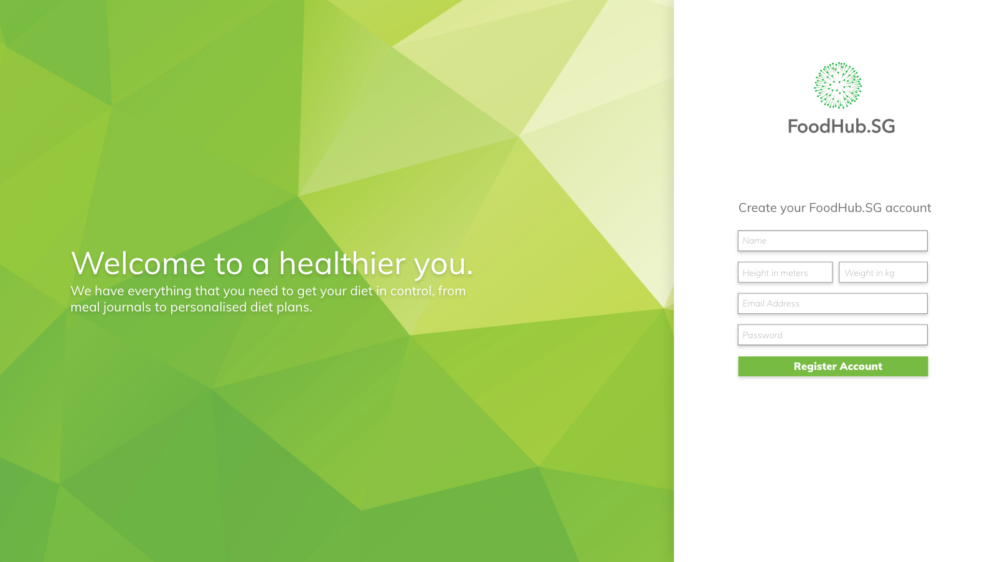 Welcome to a healthier you.
We have everything that you need to get your diet in control, from
meal journals to personalised diet plans.
FoodHub.SG
Create your FoodHub.SG account
Name
Height in meters
Weight in kg
Email Address
Password
Register Account